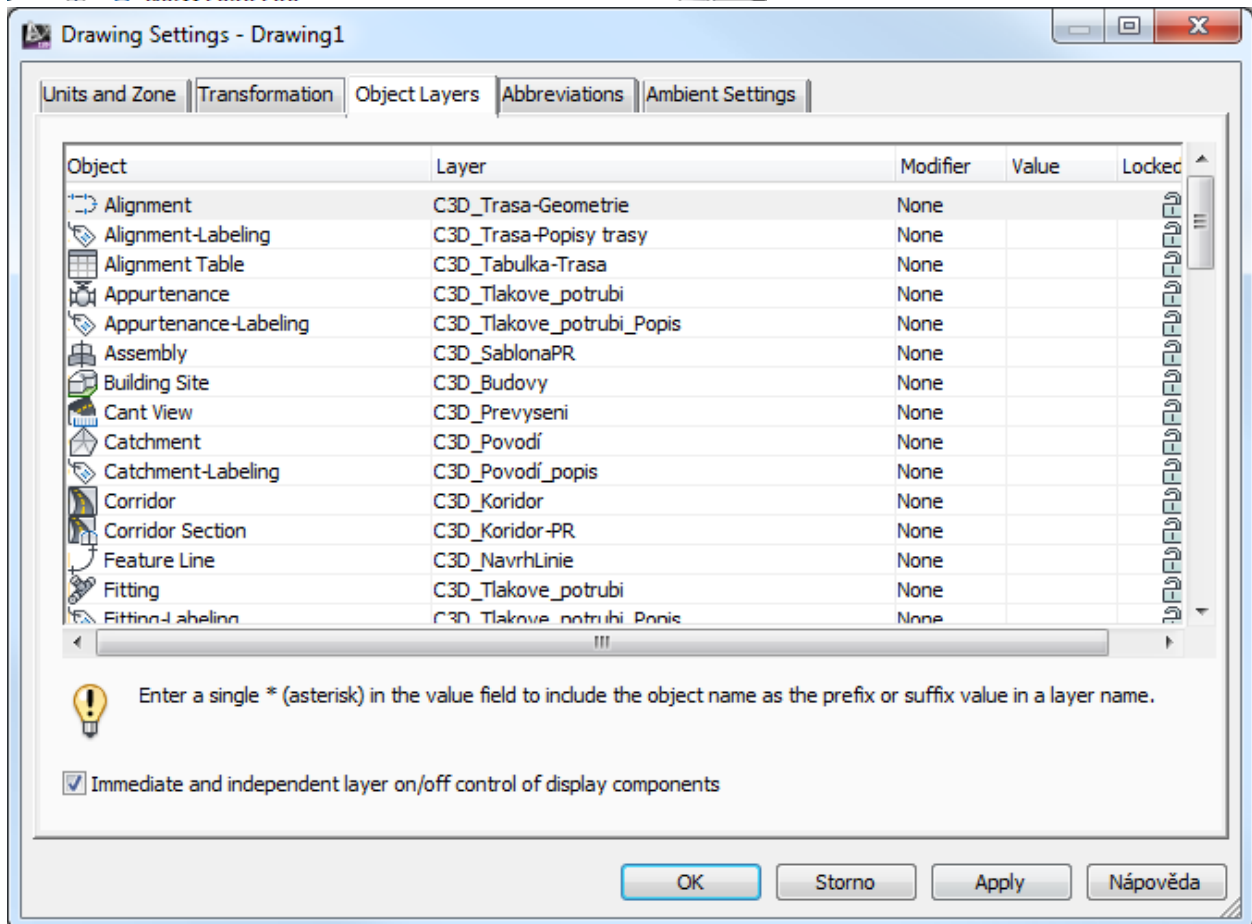 Drawing Settings - Drawing1
Units and Zone Transformation Object Layers Abbreviations Ambient Settings
Object Layer Modifier Value Locked
Alignment C3D_Trasa-Geometrie None
Alignment-Labeling C3D_Trasa-Popisy trasy None
Alignment Table C3D_Tabulka-Trasa None
Appurtenance C3D_Tlakove_potrubi None
Appurtenance-Labeling C3D_Tlakove_potrubi_Popis None
Assembly C3D_SablonaPR None
Building Site C3D_Budovy None
Cant View C3D_Prevyseni None
Catchment C3D_Povodí None
Catchment-Labeling C3D_Povodí_popis None
Corridor C3D_Koridor None
Corridor Section C3D_Koridor-PR None
Feature Line C3D_NavrhLinie None
Fitting C3D_Tlakove_potrubi None
Fitting-Labeling C3D_Tlakove_potrubi_Popis None
Enter a single * (asterisk) in the value field to include the object name as the prefix or suffix value in a layer name.
Immediate and independent layer on/off control of display components
OK Storno Apply Nápověda